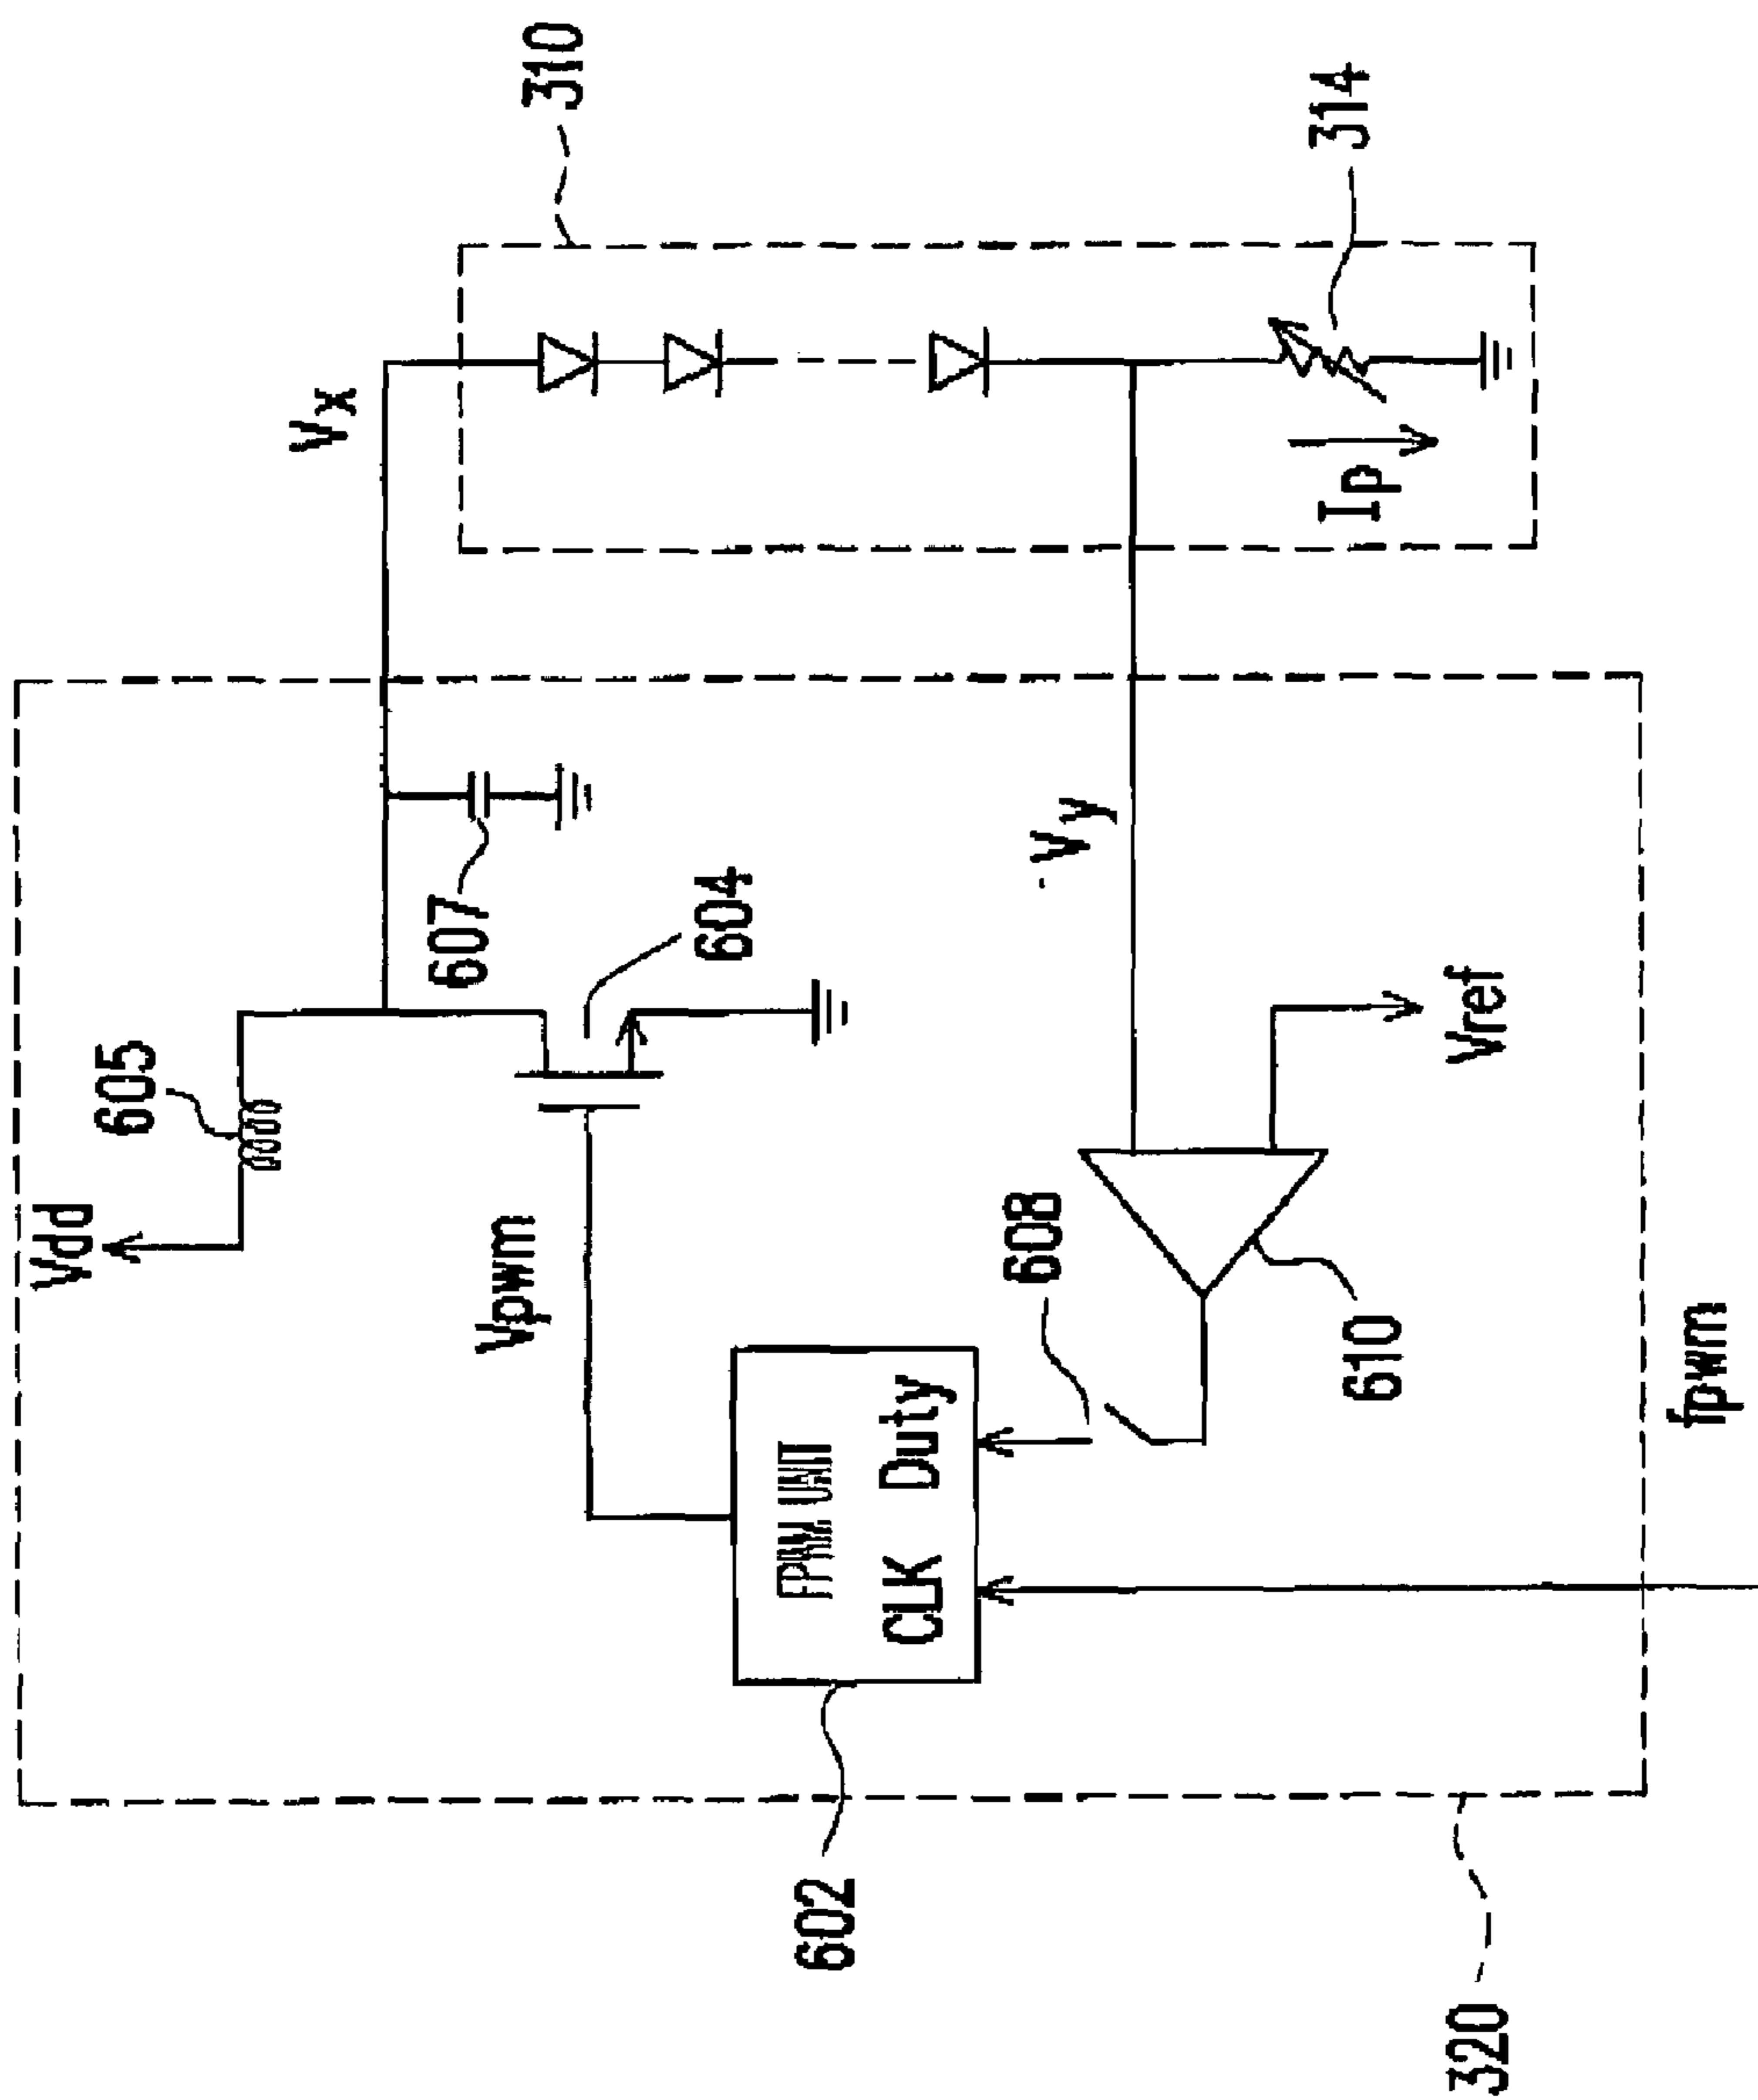 310
314
Vx
Ip
607
604
Vy
605
Vref
Vdd
Vpwm
608
610
FPWM UNIT
Duty
CLK
fpwm
602
320